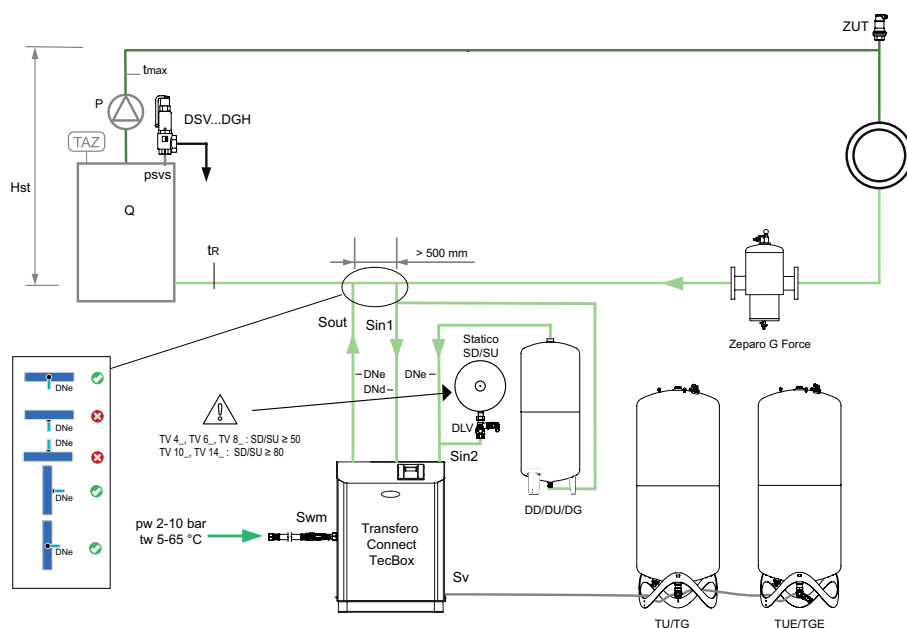 ZUT
tmax
P
DSV...DGH
TAZ
psvs
Hst
Q
tR
> 500 mm
Zeparo G Force
Sout
Sin1
Statico
SD/SU
DNe
DNe
DNd
DNe
DNe
DNe
DLV
TV 4_, TV 6_, TV 8_ : SD/SU ≥ 50
TV 10_, TV 14_ : SD/SU ≥ 80
Sin2
DNe
DD/DU/DG
pw 2-10 bar
tw 5-65 °C
Swm
Transfero
Connect
TecBox
DNe
Sv
TU/TG
TUE/TGE